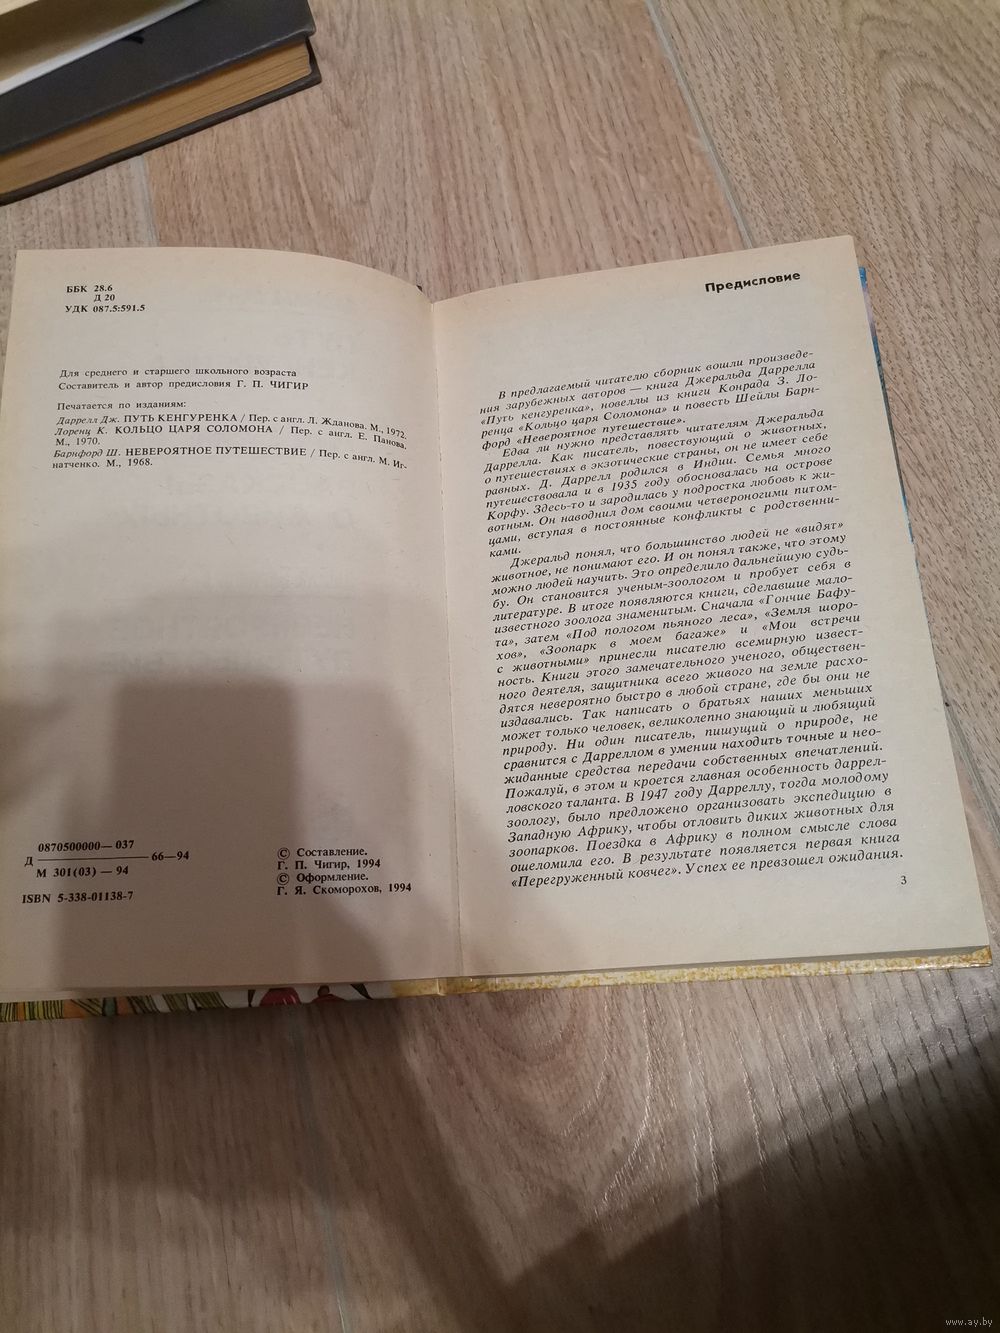 ББК 28.6
Д 20
УДК 087.5:591.5
Для среднего и старшего школьного возраста
Составитель и автор предисловия Г. П. ЧИГИР
Печатается по изданиям:
Даррелл Дж. ПУТЬ КЕНГУРЕНКА / Пер. с англ. Л. Жданова. М., 1972.
Лоренц К. КОЛЬЦО ЦАРЯ СОЛОМОНА / Пер. с англ. Е. Панова.
М., 1970.
Барнфорд Ш. НЕВЕРОЯТНОЕ ПУТЕШЕСТВИЕ / Пер. с англ. М. Иг-
натченко. М., 1968.
Д 0870500000—037 66—94
М 301(03) — 94
ISBN 5-338-01138-7
© Составление.
Г. П. Чигир, 1994
© Оформление.
Г. Я. Скоморохов, 1994
Предисловие
В предлагаемый читателю сборник вошли произведе-
ния зарубежных авторов — книга Джеральда Даррелла
«Путь кенгуренка», новеллы из книги Конрада З. Ло-
ренца «Кольцо царя Соломона» и повесть Шейлы Барн-
форд «Невероятное путешествие».
Едва ли нужно представлять читателям Джеральда
Даррелла. Как писатель, повествующий о животных,
о путешествиях в экзотические страны, он не имеет себе
равных. Д. Даррелл родился в Индии. Семья много
путешествовала и в 1935 году обосновалась на острове
Корфу. Здесь-то и зародилась у подростка любовь к жи-
вотным. Он наводнил дом своими четвероногими питом-
цами, вступая в постоянные конфликты с родственни-
ками.
Джеральд понял, что большинство людей не «видят»
животное, не понимают его. И он понял также, что этому
можно людей научить. Это определило дальнейшую судь-
бу. Он становится ученым-зоологом и пробует себя в
литературе. В итоге появляются книги, сделавшие мало-
известного зоолога знаменитым. Сначала «Гончие Бафу-
та», затем «Под пологом пьяного леса», «Земля шоро-
хов», «Зоопарк в моем багаже» и «Мои встречи
с животными» принесли писателю всемирную извест-
ность. Книги этого замечательного ученого, обществен-
ного деятеля, защитника всего живого на земле расхо-
дятся невероятно быстро в любой стране, где бы они не
издавались. Так написать о братьях наших меньших
может только человек, великолепно знающий и любящий
природу. Ни один писатель, пишущий о природе, не
сравнится с Дарреллом в умении находить точные и нео-
жиданные средства передачи собственных впечатлений.
Пожалуй, в этом и кроется главная особенность даррел-
ловского таланта. В 1947 году Дарреллу, тогда молодому
зоологу, было предложено организовать экспедицию в
Западную Африку, чтобы отловить диких животных для
зоопарков. Поездка в Африку в полном смысле слова
ошеломила его. В результате появляется первая книга
«Перегруженный ковчег». Успех ее превзошел ожидания.
3
www.ay.by